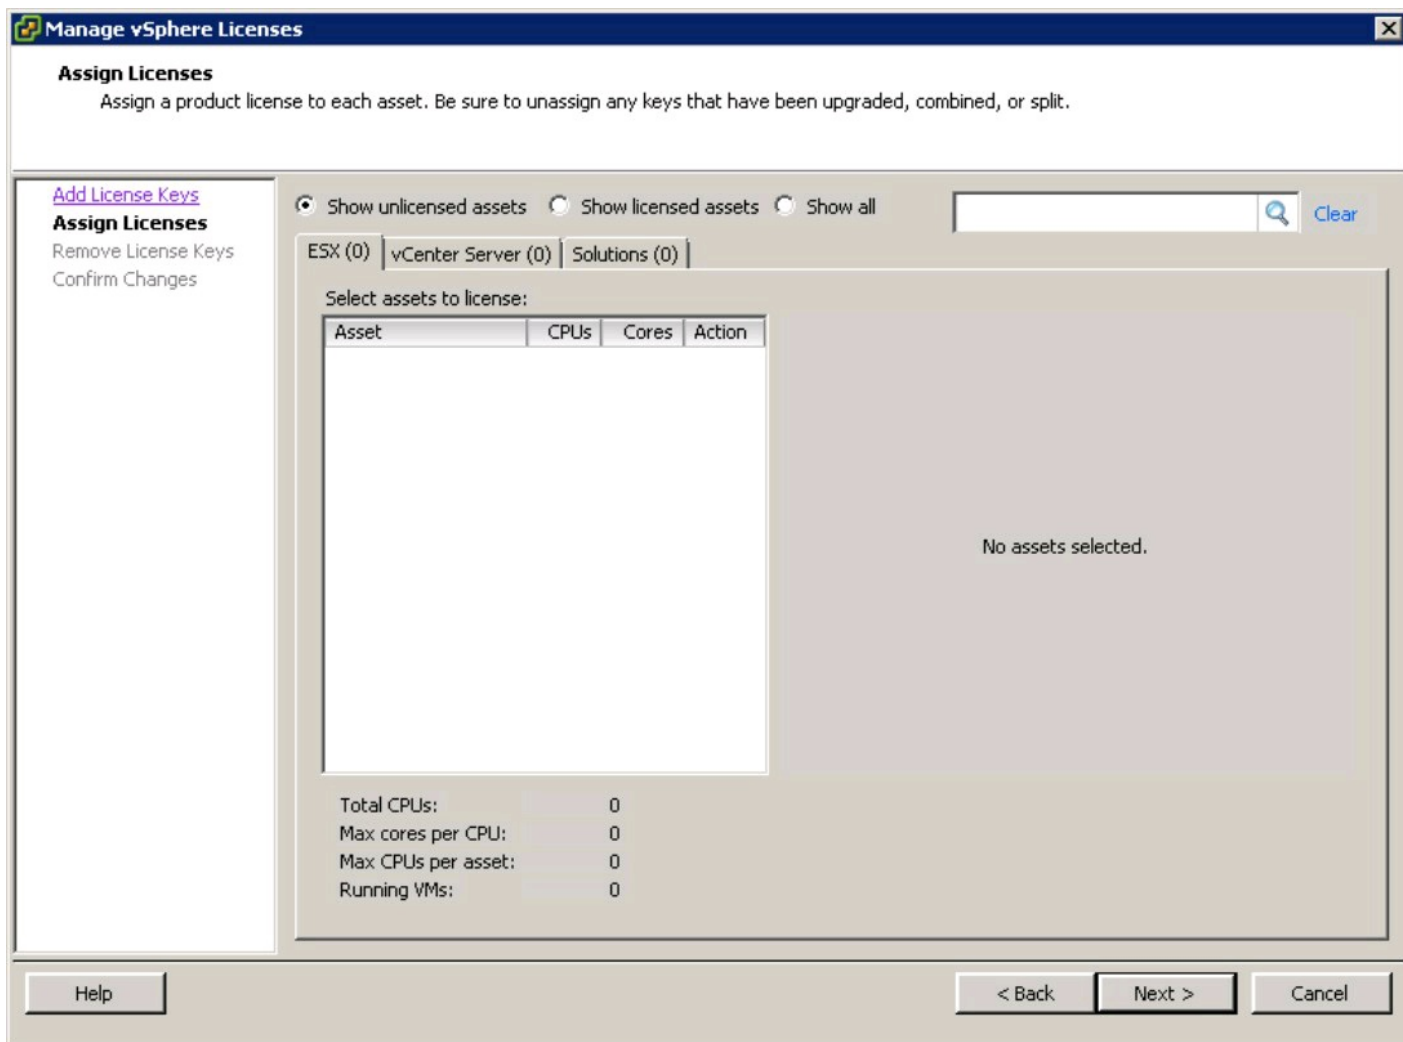 Manage vSphere Licenses
Assign Licenses
Assign a product license to each asset. Be sure to unassign any keys that have been upgraded, combined, or split.
Add License Keys
Assign Licenses
Remove License Keys
Confirm Changes
Show unlicensed assets Show licensed assets Show all Clear
ESX (0) vCenter Server (0) Solutions (0)
Select assets to license:
Asset CPUs Cores Action
No assets selected.
Total CPUs: 0
Max cores per CPU: 0
Max CPUs per asset: 0
Running VMs: 0
Help < Back Next > Cancel